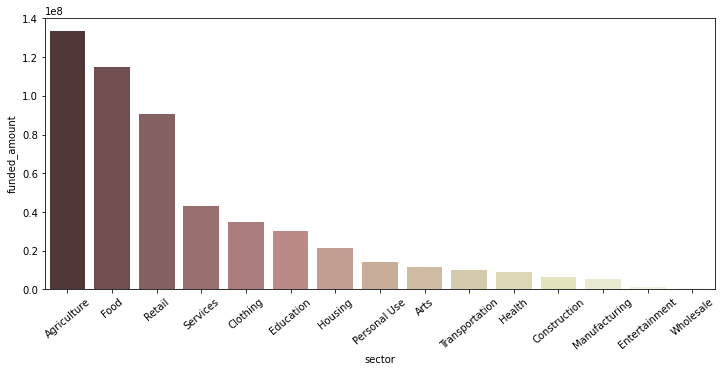 1e8
1.4
1.2
1.0
0.8
0.6
0.4
0.2
0.0
funded_amount
Agriculture
Food
Retail
Services
Clothing
Education
Housing
Personal Use
Arts
Transportation
Health
Construction
Manufacturing
Entertainment
Wholesale
sector